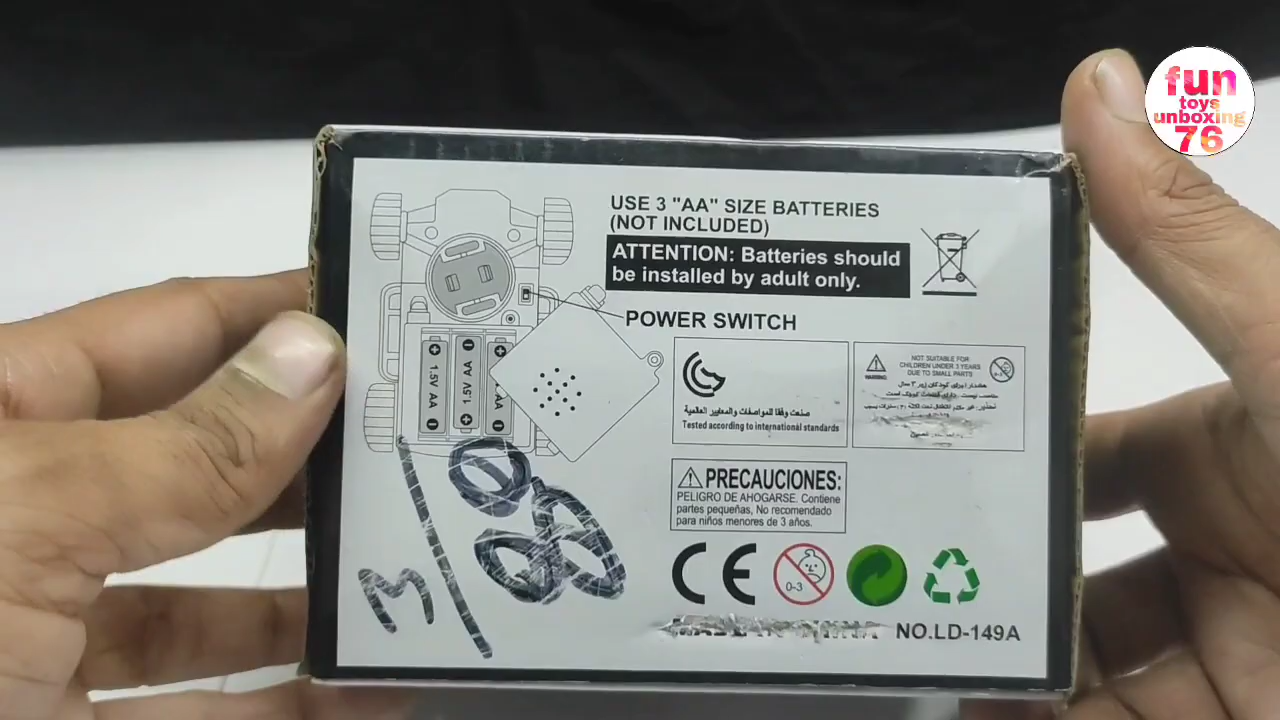 fun
toys
unboxing
76
USE 3 "AA" SIZE BATTERIES
(NOT INCLUDED)
ATTENTION: Batteries should
be installed by adult only.
POWER SWITCH
1.5V AA
1.5V AA
AA
صنعت وفقا للمواصفات والمعايير العالمية
Tested according to international standards
WARNING:
NOT SUITABLE FOR
CHILDREN UNDER 3 YEARS
DUE TO SMALL PARTS
0-3
PRECAUCIONES:
PELIGRO DE AHOGARSE. Contiene
partes pequeñas, No recomendado
para niños menores de 3 años.
CE
0-3
NO.LD-149A